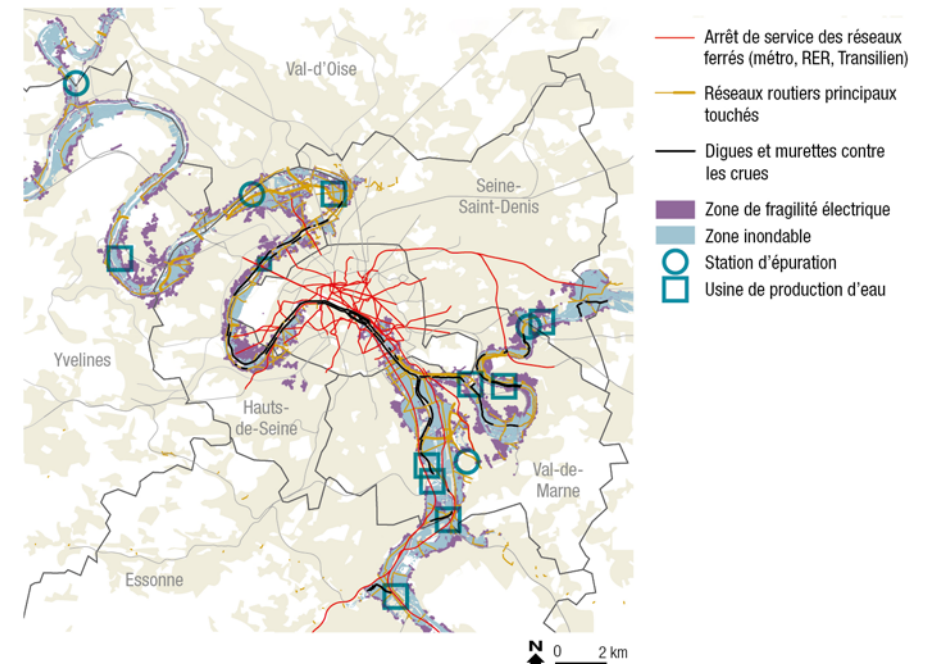 Arrêt de service des réseaux
ferrés (métro, RER, Transilien)
Réseaux routiers principaux
touchés
Digues et murettes contre
les crues
Zone de fragilité électrique
Zone inondable
Station d'épuration
Usine de production d'eau
Val-d'Oise
Seine-
Saint-Denis
Yvelines
Hauts-
de-Seine
Val-de-
Marne
Essonne
N 0 2 km